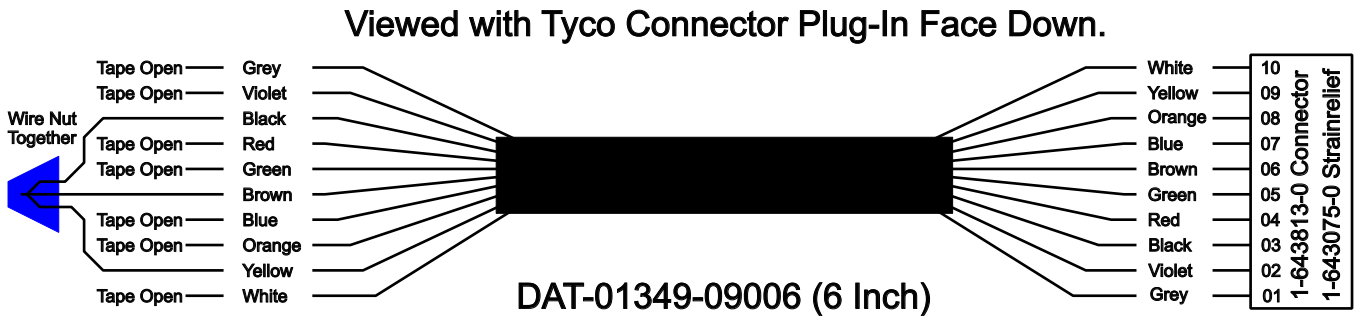 Viewed with Tyco Connector Plug-In Face Down.
Wire Nut
Together
Tape Open Grey
Tape Open Violet
Black
Tape Open Red
Tape Open Green
Brown
Tape Open Blue
Tape Open Orange
Yellow
Tape Open White
DAT-01349-09006 (6 Inch)
White 10
Yellow 09
Orange 08
Blue 07
Brown 06
Green 05
Red 04
Black 03
Violet 02
Grey 01
1-643813-0 Connector
1-643075-0 Strainrelief